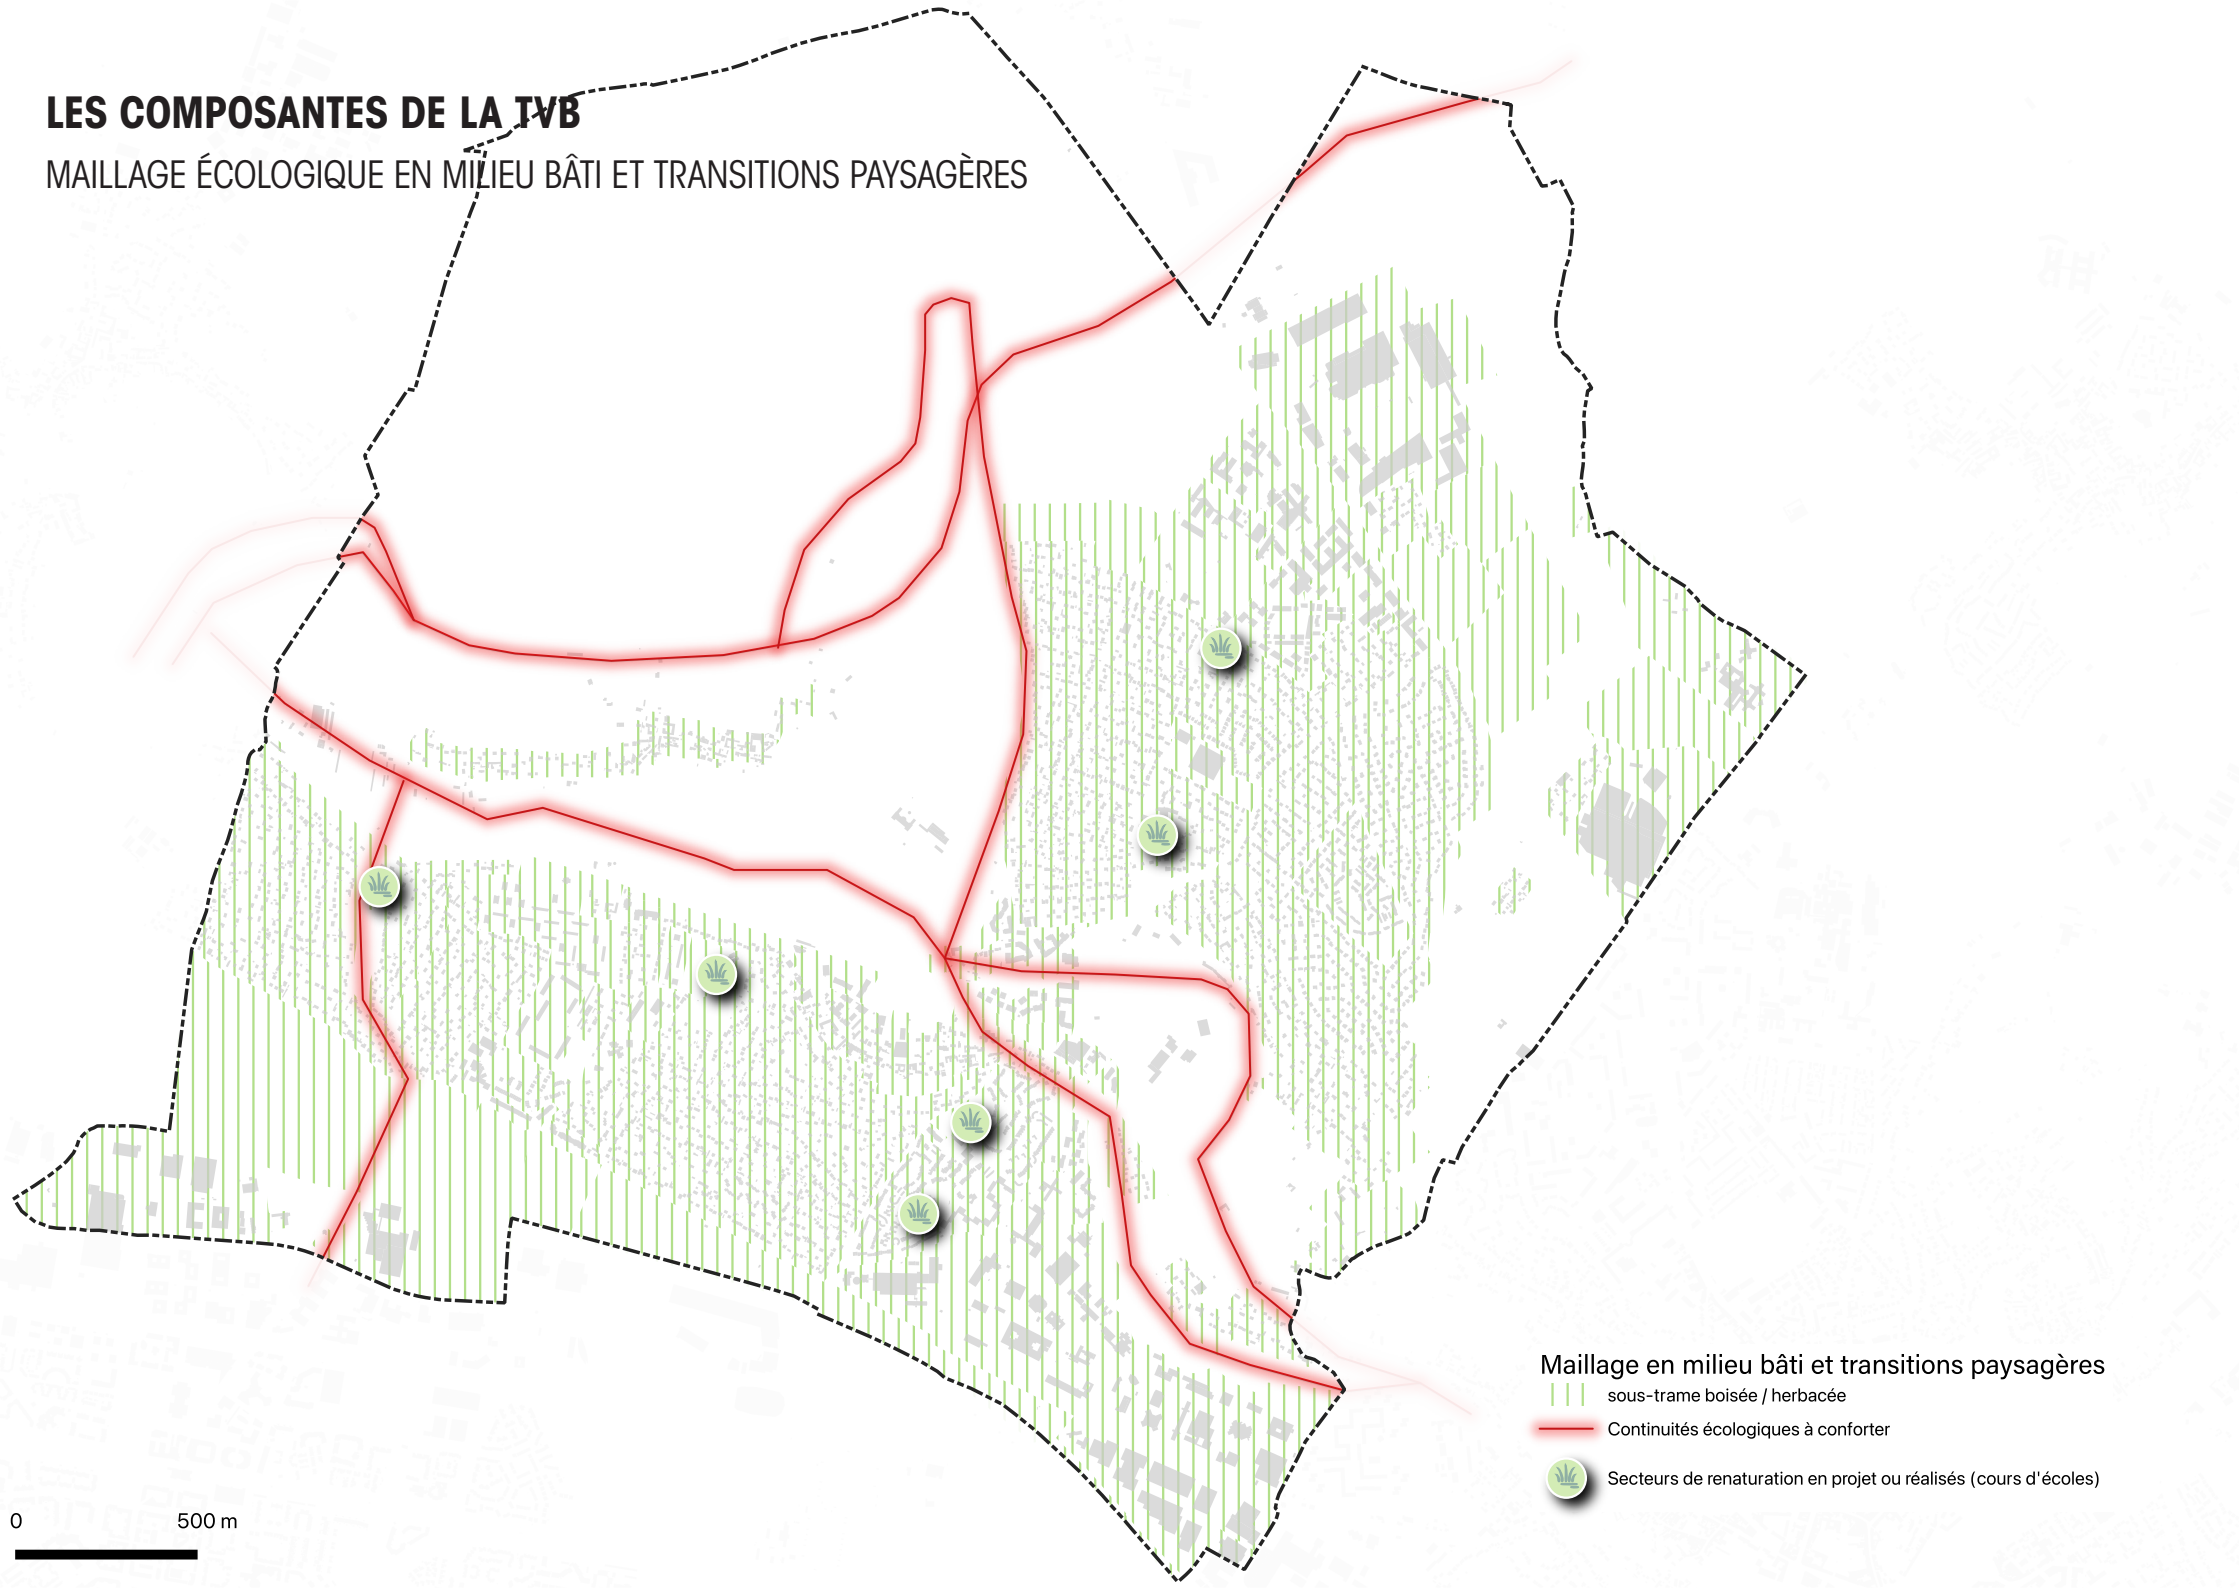 LES COMPOSANTES DE LA TVB
MAILLAGE ÉCOLOGIQUE EN MILIEU BÂTI ET TRANSITIONS PAYSAGÈRES
Maillage en milieu bâti et transitions paysagères
sous-trame boisée / herbacée
Continuités écologiques à conforter
Secteurs de renaturation en projet ou réalisés (cours d'écoles)
0 500 m